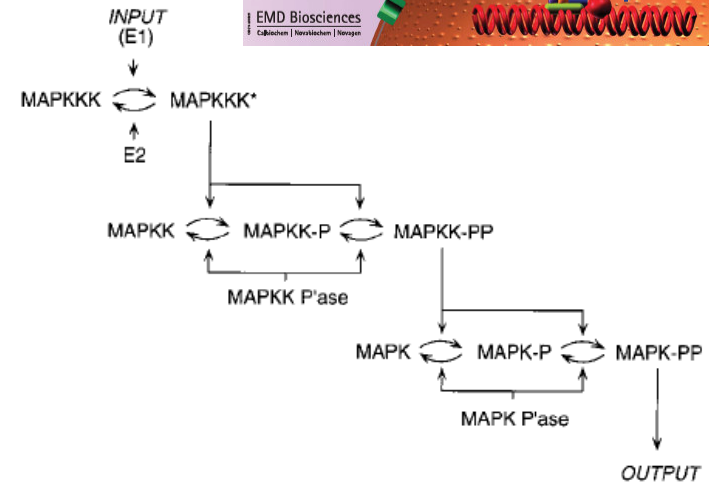 INPUT
(E1)
EMD Biosciences
Calbiochem | Novabiochem | Novagen
MAPKKK
MAPKKK*
E2
MAPKK
MAPKK-P
MAPKK-PP
MAPKK P'ase
MAPK
MAPK-P
MAPK-PP
MAPK P'ase
OUTPUT